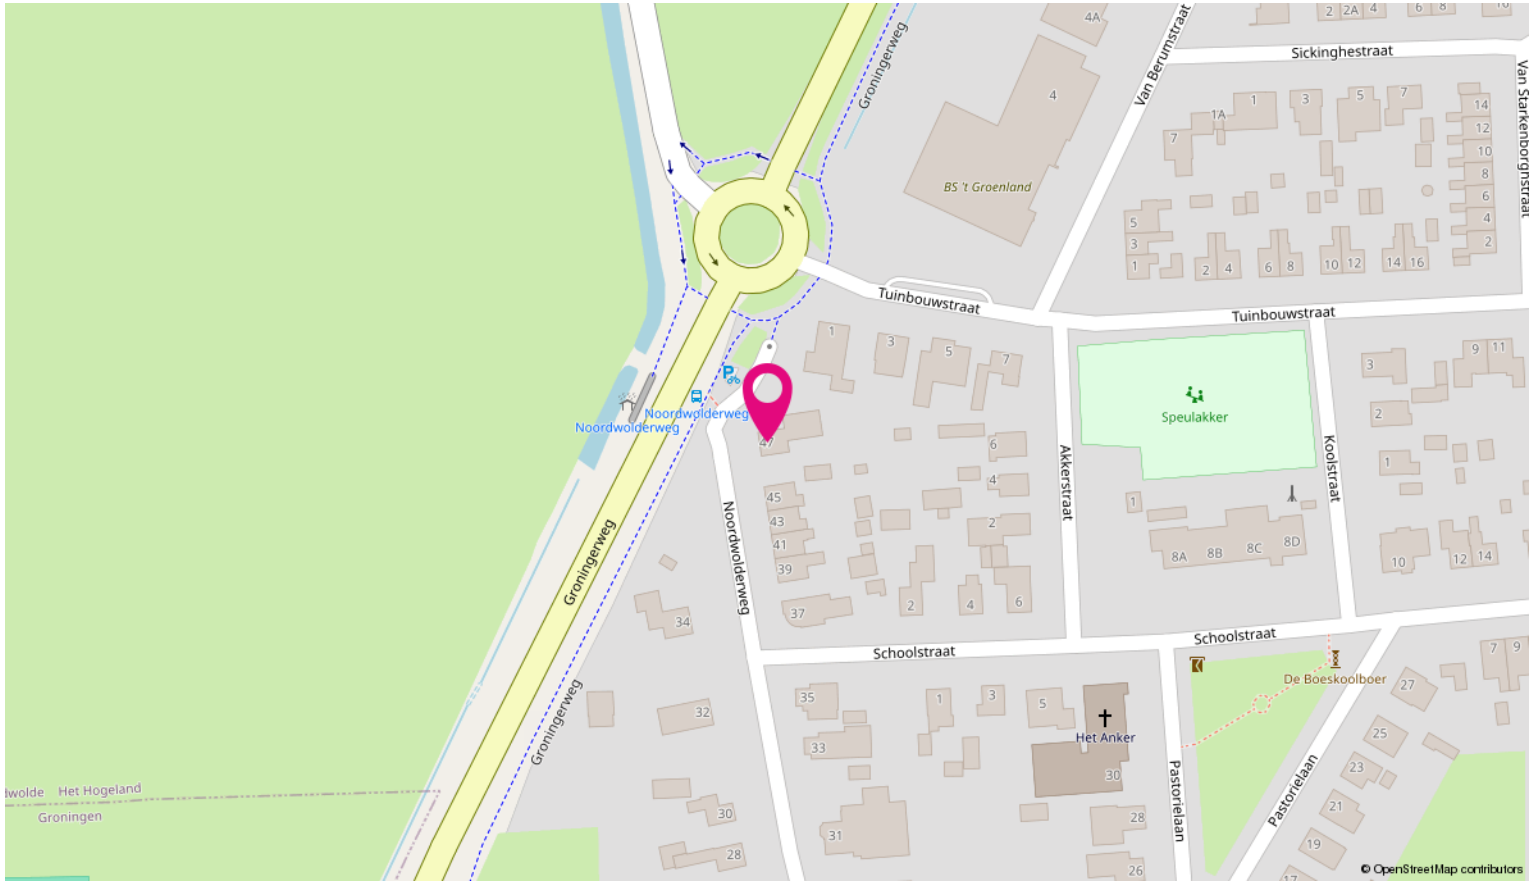 4A
2 2A 4 6 8
Sickinghestraat
Groningerweg
Van Berumstraat
Van Starkenborghstraat
4
1A 1 3 5 7
14
12
7
10
8
6
4
2
BS 't Groenland
5
3
1
2 4 6 8 10 12 14 16
Tuinbouwstraat
Tuinbouwstraat
1 3 5 7
3 9 11
P
Noordwolderweg
Noordwolderweg
Speulakker
2
47
6
Akkerstraat
Koolstraat
1
4
45
43
41
39
Noordwolderweg
2
1
8A 8B 8C 8D
10 12 14
Groningerweg
37
2 4 6
34
Schoolstraat
Schoolstraat
7 9
De Boeskoolboer
27
35
1 3 5
32
33
Het Anker
30
25
23
21
19
17
Groningerweg
Pastorielaan
Pastorielaan
dwolde Het Hogeland
Groningen
30
28
31
28
26
© OpenStreetMap contributors